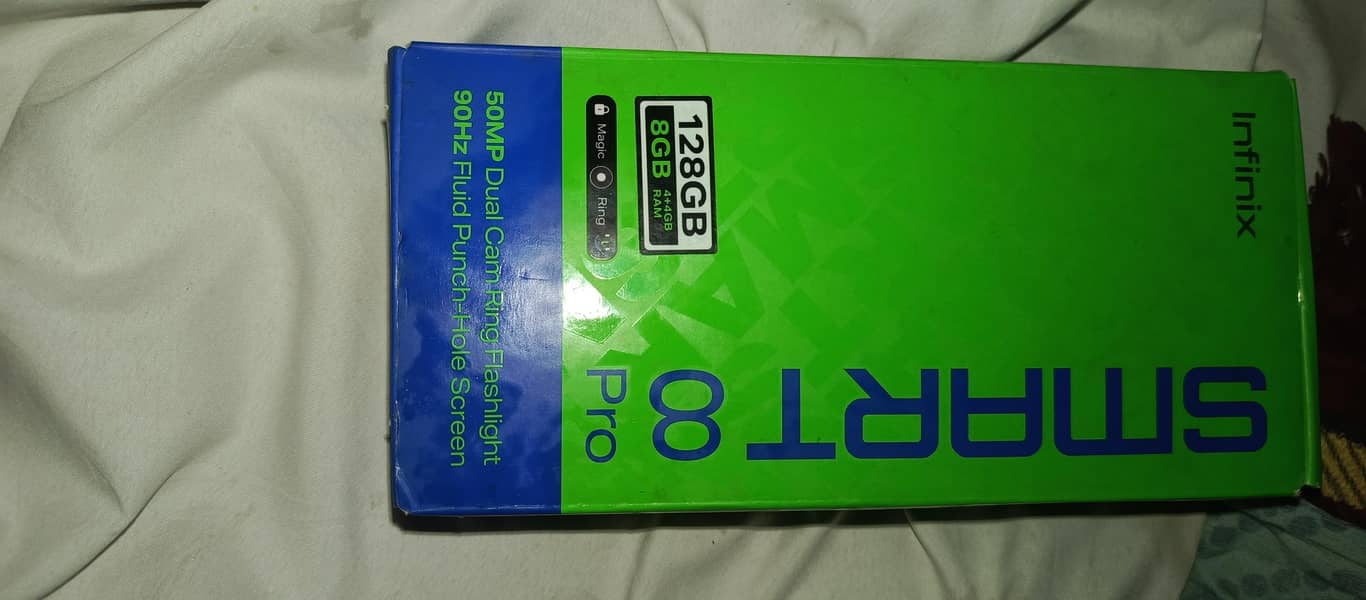 Infinix
SMART
8
Pro
128GB
8GB 4+4GB RAM
Magic Ring
50MP Dual Cam Ring Flashlight
90Hz Fluid Punch-Hole Screen